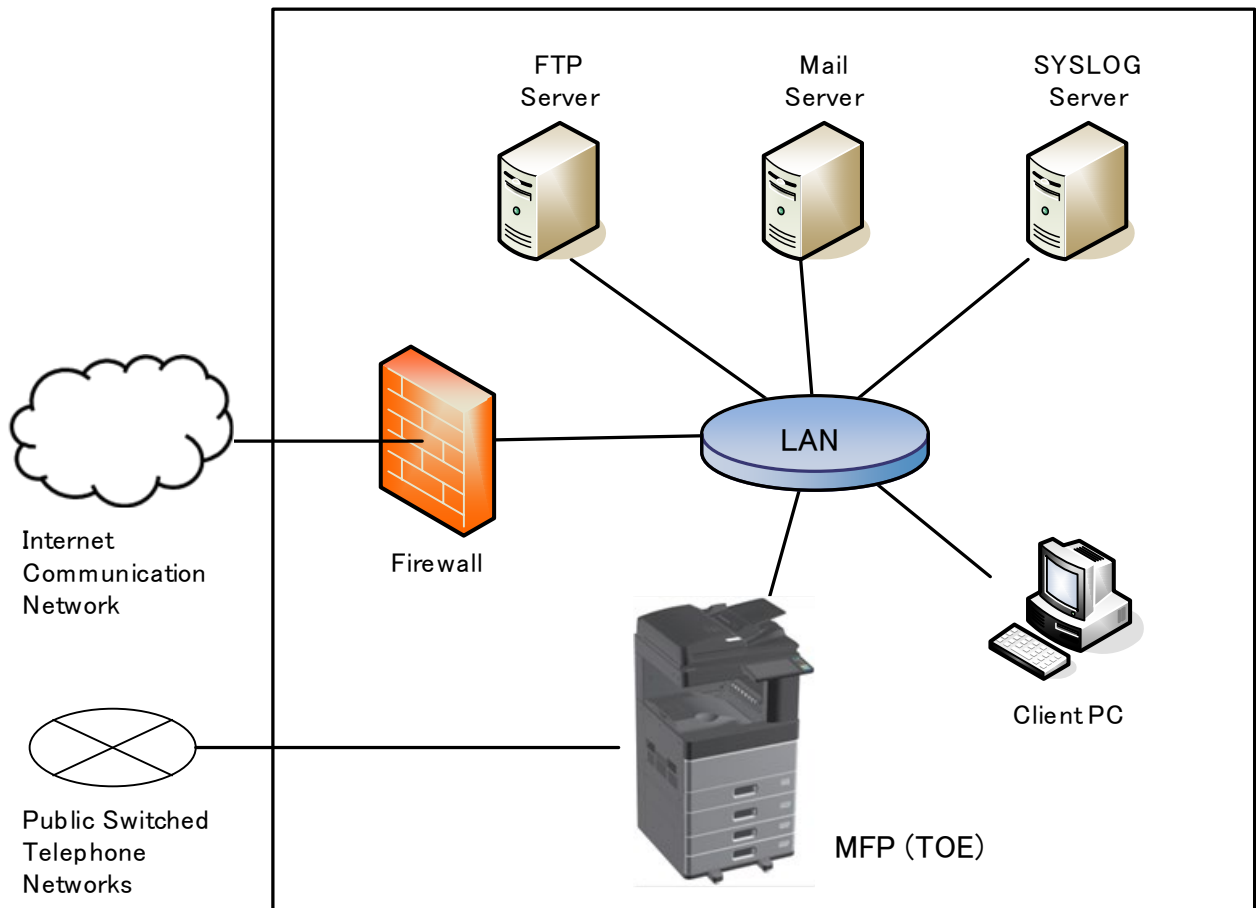 FTP
Server
Mail
Server
SYSLOG
Server
LAN
Internet
Communication
Network
Firewall
Client PC
Public Switched
Telephone
Networks
MFP (TOE)